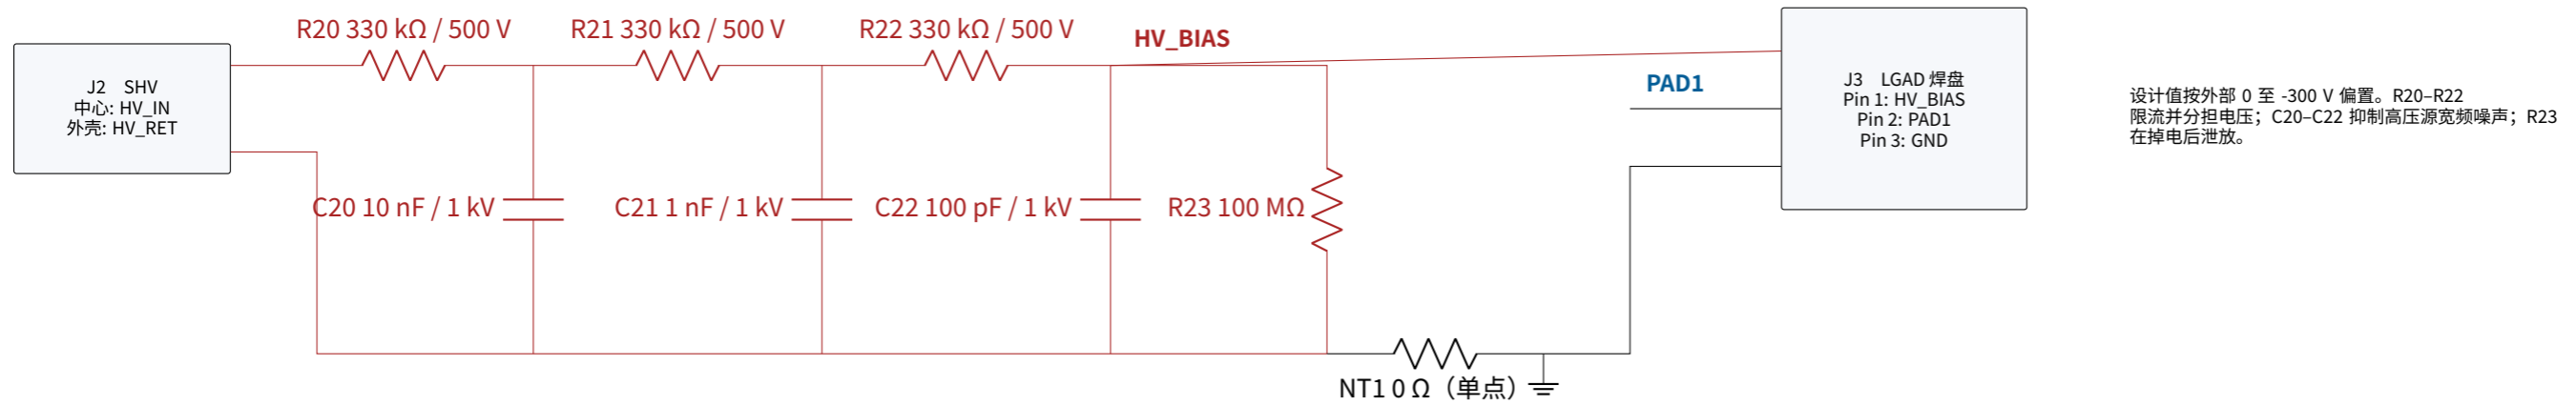 R20 330 kΩ / 500 V
R21 330 kΩ / 500 V
R22 330 kΩ / 500 V
HV_BIAS
J2 SHV
中心: HV_IN
外壳: HV_RET
PAD1
J3 LGAD 焊盘
Pin 1: HV_BIAS
Pin 2: PAD1
Pin 3: GND
设计值按外部 0 至 -300 V 偏置。R20–R22
限流并分担电压；C20–C22 抑制高压源宽频噪声；R23
在掉电后泄放。
C20 10 nF / 1 kV
C21 1 nF / 1 kV
C22 100 pF / 1 kV
R23 100 MΩ
NT1 0 Ω（单点）